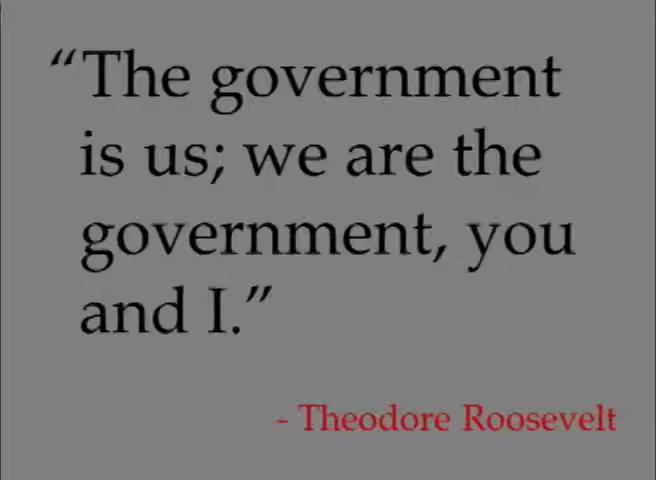 “The government
is us; we are the
government, you
and I.”
- Theodore Roosevelt